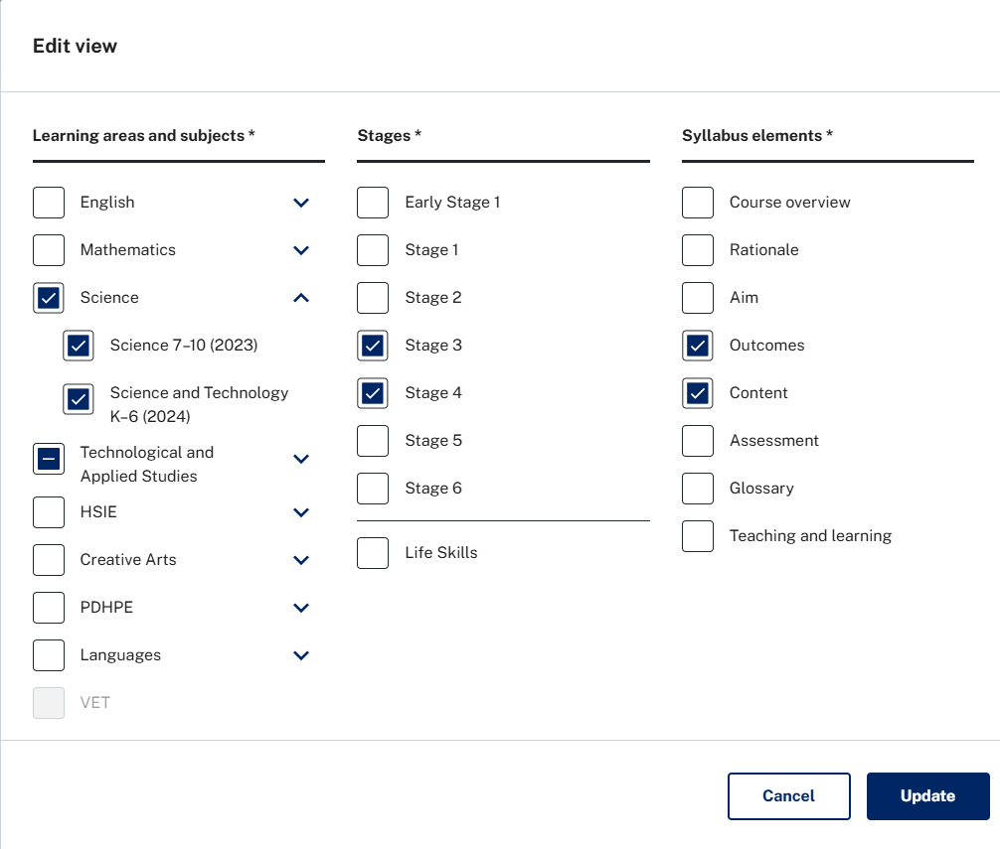 Edit view
Learning areas and subjects *
English
Mathematics
Science
Science 7–10 (2023)
Science and Technology
K–6 (2024)
Technological and
Applied Studies
HSIE
Creative Arts
PDHPE
Languages
VET
Stages *
Early Stage 1
Stage 1
Stage 2
Stage 3
Stage 4
Stage 5
Stage 6
Life Skills
Syllabus elements *
Course overview
Rationale
Aim
Outcomes
Content
Assessment
Glossary
Teaching and learning
Cancel
Update